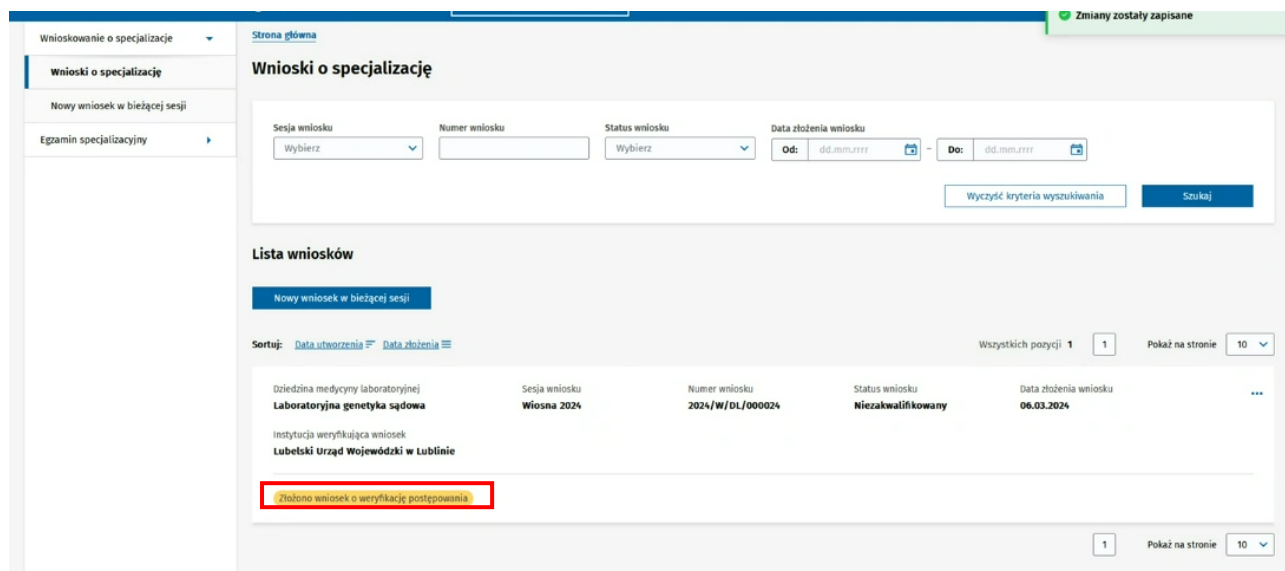 Zmiany zostały zapisane
Wnioskowanie o specjalizacje
Wnioski o specjalizację
Nowy wniosek w bieżącej sesji
Egzamin specjalizacyjny
Strona główna
Wnioski o specjalizację
Sesja wniosku Numer wniosku Status wniosku Data złożenia wniosku
Wybierz Wybierz Od: dd.mm.rrrr – Do: dd.mm.rrrr
Wyczyść kryteria wyszukiwania Szukaj
Lista wniosków
Nowy wniosek w bieżącej sesji
Sortuj: Data utworzenia Data złożenia Wszystkich pozycji 1 1 Pokaż na stronie 10
Dziedzina medycyny laboratoryjnej Sesja wniosku Numer wniosku Status wniosku Data złożenia wniosku
Laboratoryjna genetyka sądowa Wiosna 2024 2024/W/DL/000024 Niezakwalifikowany 06.03.2024
Instytucja weryfikująca wniosek
Lubelski Urząd Wojewódzki w Lublinie
Złożono wniosek o weryfikację postępowania
1 Pokaż na stronie 10